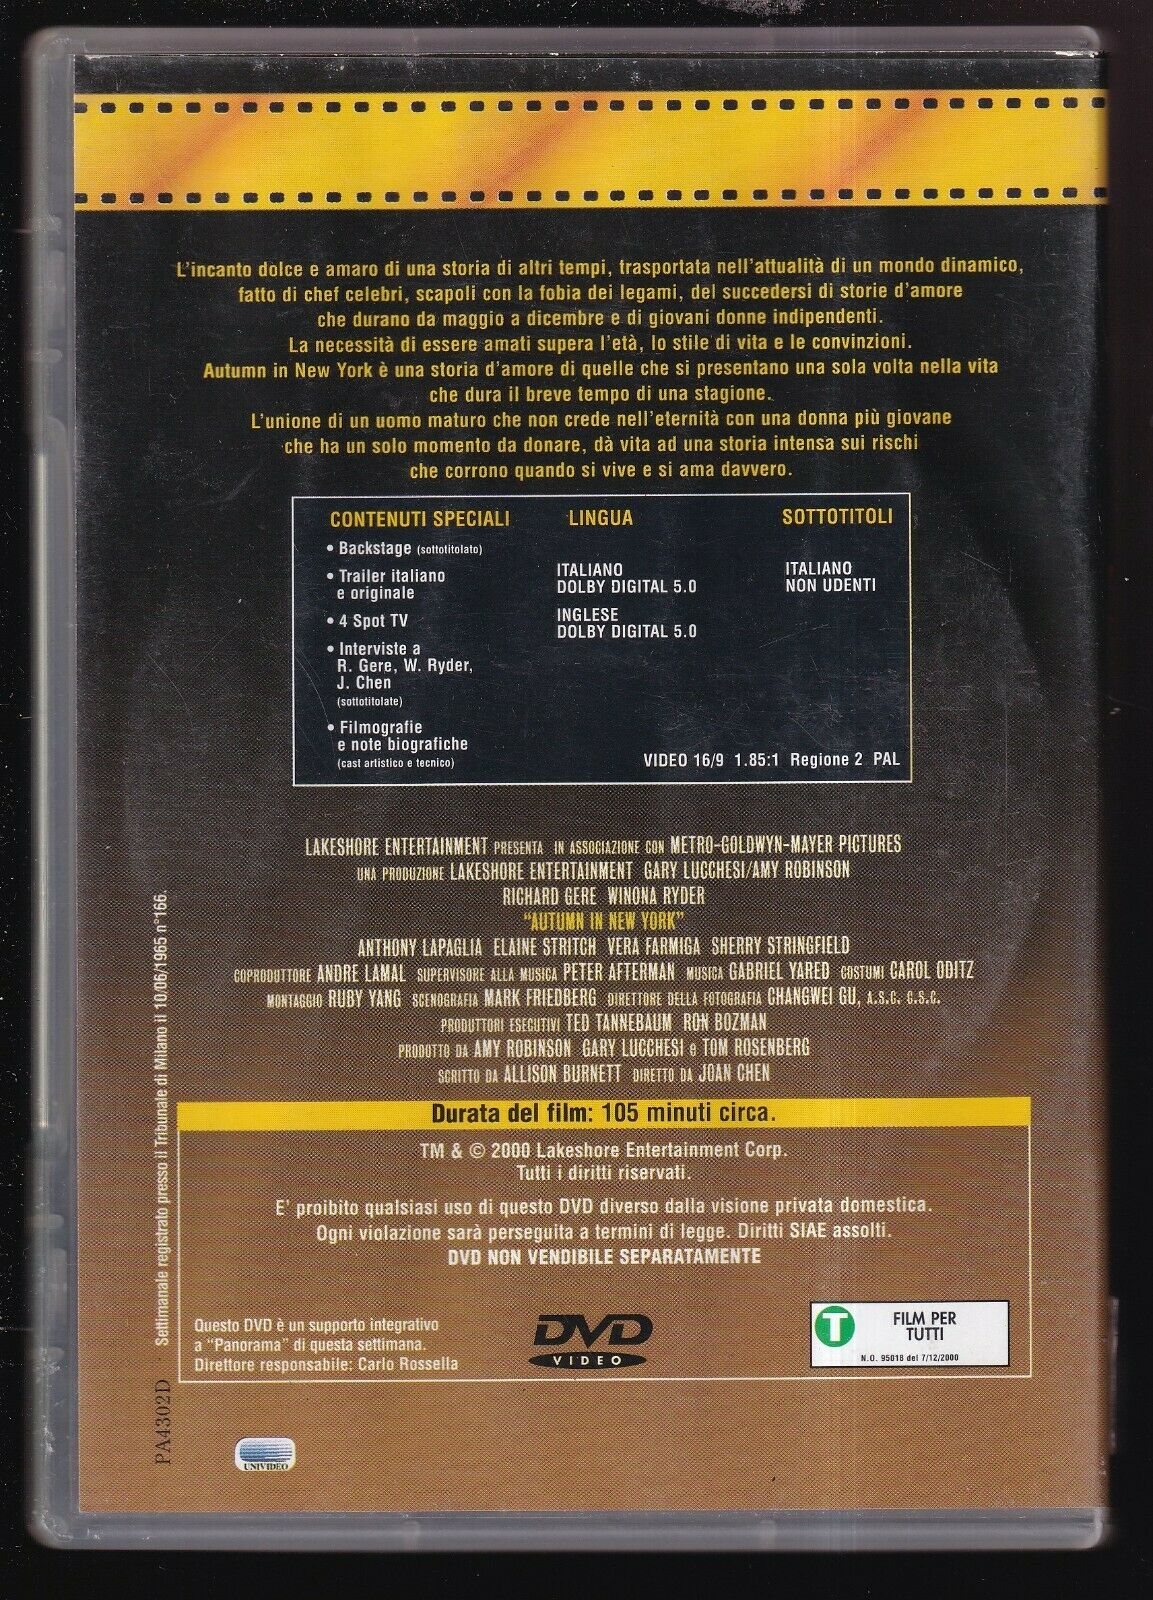 L'incanto dolce e amaro di una storia di altri tempi, trasportata nell'attualità di un mondo dinamico,
fatto di chef celebri, scapoli con la fobia dei legami, del succedersi di storie d'amore
che durano da maggio a dicembre e di giovani donne indipendenti.
La necessità di essere amati supera l'età, lo stile di vita e le convinzioni.
Autumn in New York è una storia d'amore di quelle che si presentano una sola volta nella vita
che dura il breve tempo di una stagione.
L'unione di un uomo maturo che non crede nell'eternità con una donna più giovane
che ha un solo momento da donare, dà vita ad una storia intensa sui rischi
che corrono quando si vive e si ama davvero.
CONTENUTI SPECIALI
• Backstage (sottotitolato)
• Trailer italiano
e originale
• 4 Spot TV
• Interviste a
R. Gere, W. Ryder,
J. Chen
(sottotitolate)
• Filmografie
e note biografiche
(cast artistico e tecnico)
LINGUA
ITALIANO
DOLBY DIGITAL 5.0
INGLESE
DOLBY DIGITAL 5.0
SOTTOTITOLI
ITALIANO
NON UDENTI
VIDEO 16/9 1.85:1 Regione 2 PAL
LAKESHORE ENTERTAINMENT PRESENTA IN ASSOCIAZIONE CON METRO-GOLDWYN-MAYER PICTURES
UNA PRODUZIONE LAKESHORE ENTERTAINMENT GARY LUCCHESI/AMY ROBINSON
RICHARD GERE WINONA RYDER
"AUTUMN IN NEW YORK"
ANTHONY LAPAGLIA ELAINE STRITCH VERA FARMIGA SHERRY STRINGFIELD
COPRODUTTORE ANDRE LAMAL SUPERVISORE ALLA MUSICA PETER AFTERMAN MUSICA GABRIEL YARED COSTUMI CAROL ODITZ
MONTAGGIO RUBY YANG SCENOGRAFIA MARK FRIEDBERG DIRETTORE DELLA FOTOGRAFIA CHANGWEI GU, A.S.C. C.S.C.
PRODUTTORI ESECUTIVI TED TANNEBAUM RON BOZMAN
PRODOTTO DA AMY ROBINSON GARY LUCCHESI e TOM ROSENBERG
SCRITTO DA ALLISON BURNETT DIRETTO DA JOAN CHEN
Durata del film: 105 minuti circa.
TM & © 2000 Lakeshore Entertainment Corp.
Tutti i diritti riservati.
E' proibito qualsiasi uso di questo DVD diverso dalla visione privata domestica.
Ogni violazione sarà perseguita a termini di legge. Diritti SIAE assolti.
DVD NON VENDIBILE SEPARATAMENTE
Questo DVD è un supporto integrativo
a "Panorama" di questa settimana.
Direttore responsabile: Carlo Rossella
DVD
VIDEO
T
FILM PER
TUTTI
N.O. 95018 del 7/12/2000
Settimanale registrato presso il Tribunale di Milano il 10/06/1965 n°166.
PA4302D
UNIVIDEO